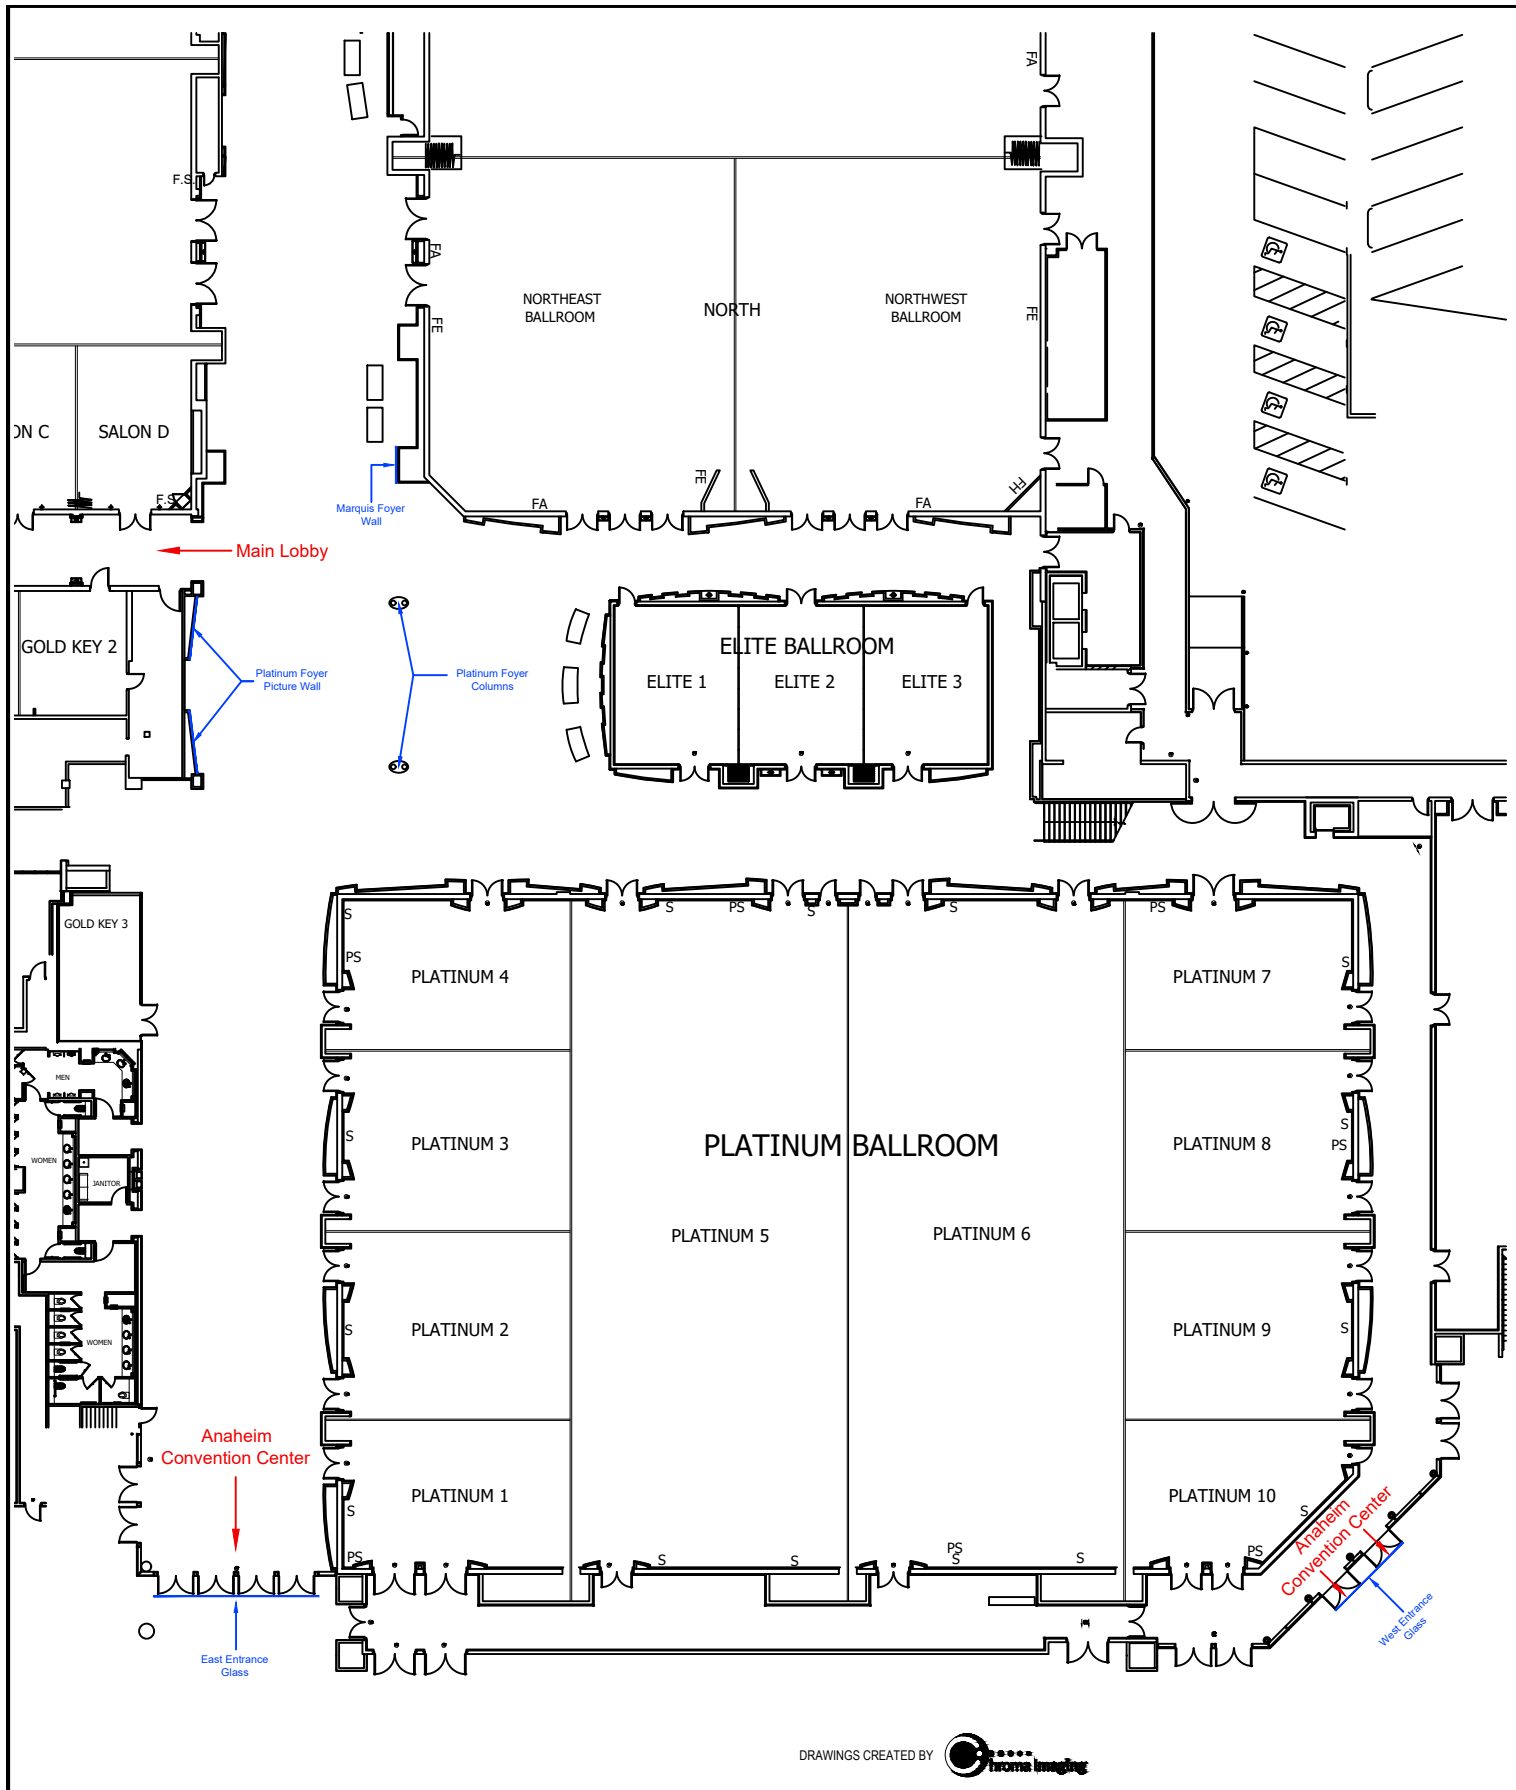 FA
F.S.
FA
NORTHEAST
BALLROOM
NORTH
NORTHWEST
BALLROOM
FE
FE
ON C
SALON D
F.S.
FE
FH
FA
FA
Marquis Foyer
Wall
Main Lobby
GOLD KEY 2
Platinum Foyer
Picture Wall
Platinum Foyer
Columns
ELITE BALLROOM
ELITE 1
ELITE 2
ELITE 3
GOLD KEY 3
S
S
PS
S
S
PS
PS
S
PLATINUM 4
PLATINUM 7
MEN
WOMEN
JANITOR
S
PLATINUM 3
PLATINUM BALLROOM
PLATINUM 8
S
PS
PLATINUM 5
PLATINUM 6
WOMEN
S
PLATINUM 2
PLATINUM 9
S
Anaheim
Convention Center
PLATINUM 1
S
PS
PLATINUM 10
S
Anaheim
Convention Center
S
S
PS
S
S
PS
East Entrance
Glass
West Entrance
Glass
DRAWINGS CREATED BY
hroma imaging